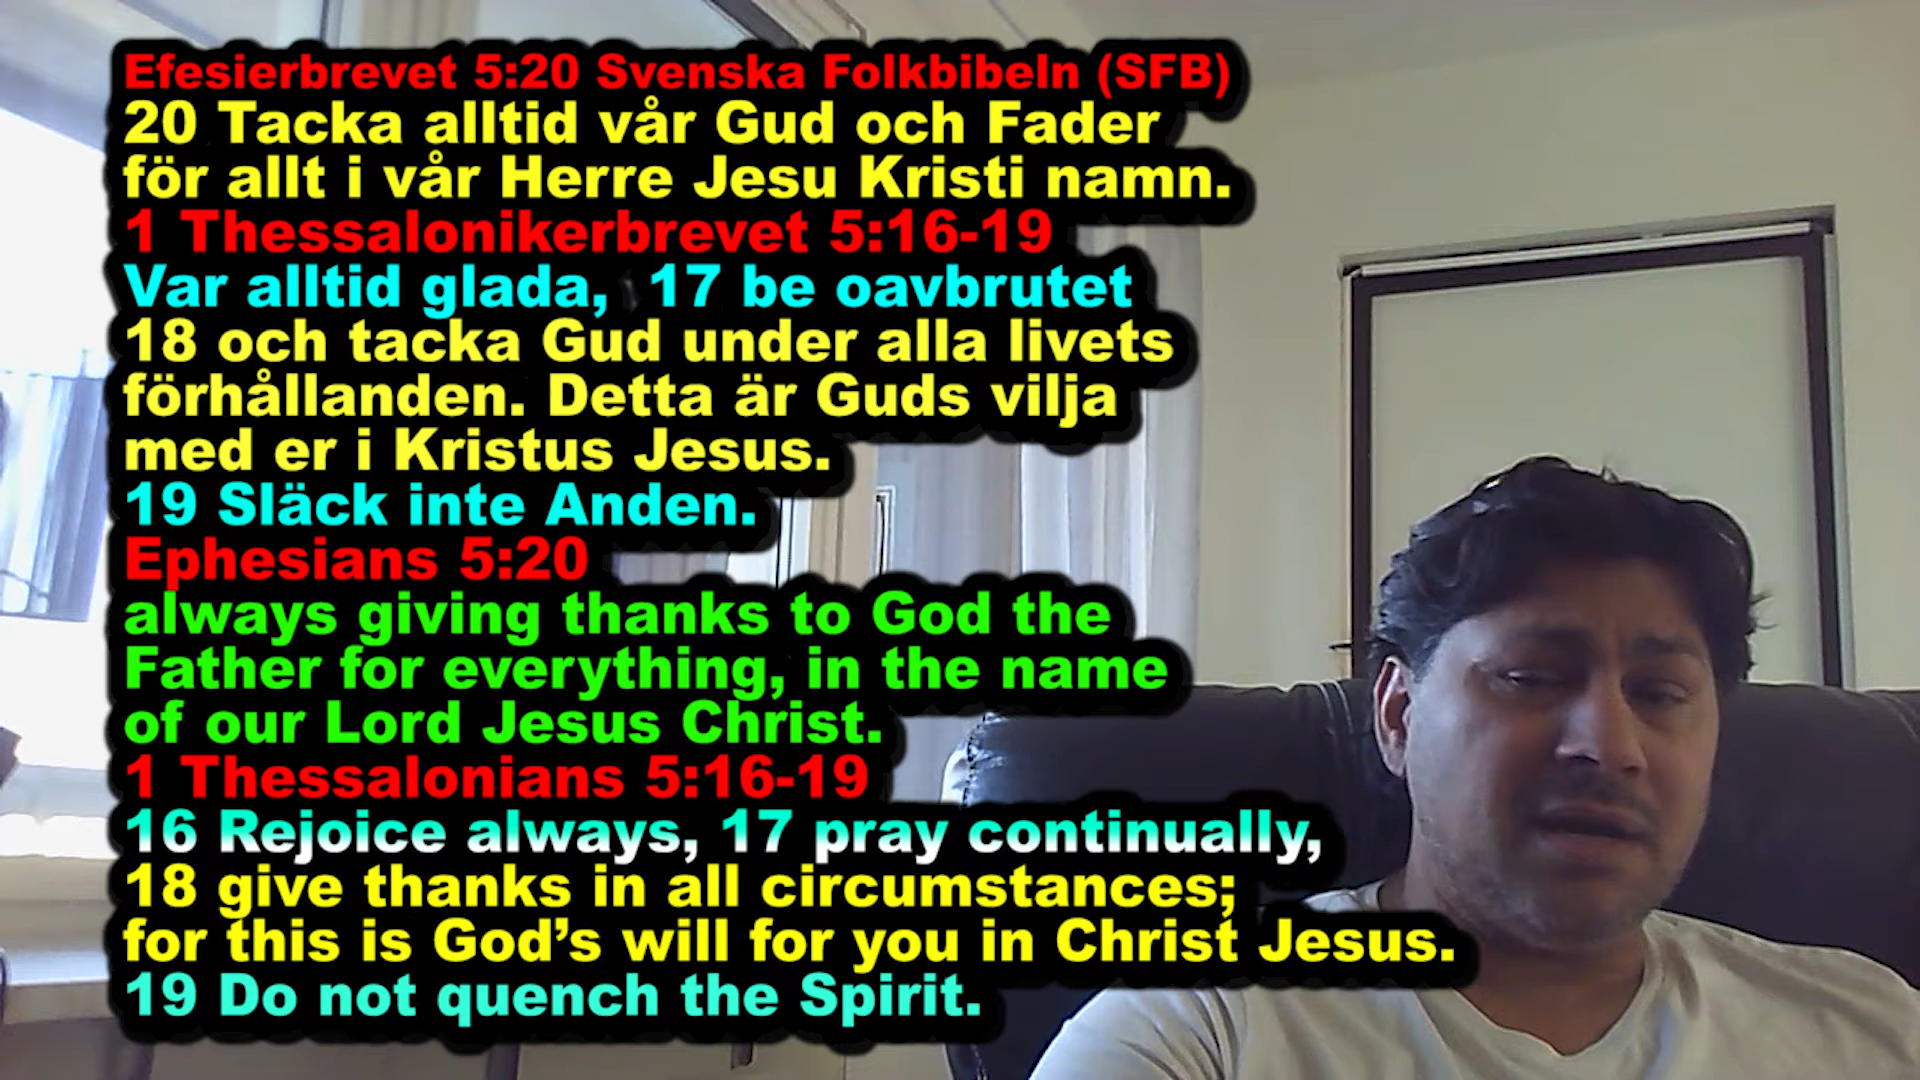 Efesierbrevet 5:20 Svenska Folkbibeln (SFB)
20 Tacka alltid vår Gud och Fader
för allt i vår Herre Jesu Kristi namn.
1 Thessalonikerbrevet 5:16-19
Var alltid glada, 17 be oavbrutet
18 och tacka Gud under alla livets
förhållanden. Detta är Guds vilja
med er i Kristus Jesus.
19 Släck inte Anden.
Ephesians 5:20
always giving thanks to God the
Father for everything, in the name
of our Lord Jesus Christ.
1 Thessalonians 5:16-19
16 Rejoice always, 17 pray continually,
18 give thanks in all circumstances;
for this is God’s will for you in Christ Jesus.
19 Do not quench the Spirit.